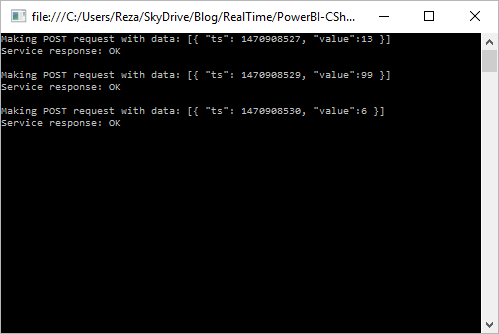 file:///C:/Users/Reza/SkyDrive/Blog/RealTime/PowerBI-CSh...
Making POST request with data: [{ "ts": 1470908527, "value":13 }]
Service response: OK
Making POST request with data: [{ "ts": 1470908529, "value":99 }]
Service response: OK
Making POST request with data: [{ "ts": 1470908530, "value":6 }]
Service response: OK